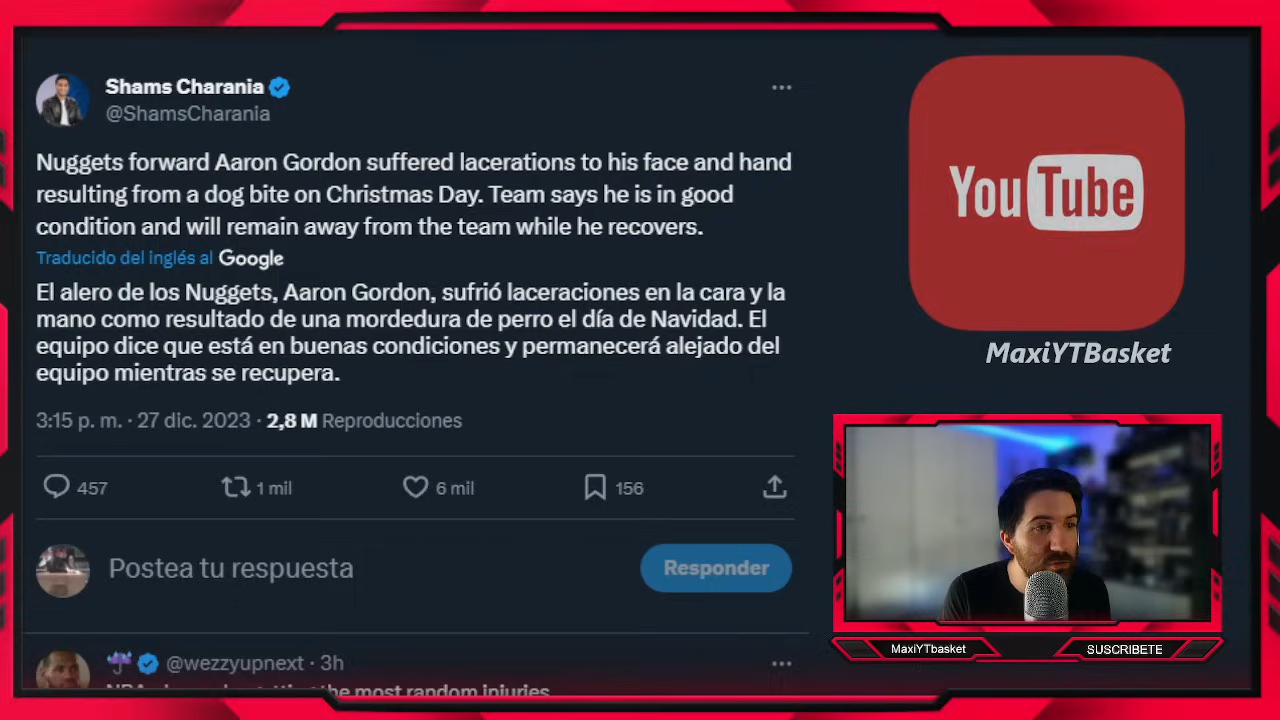 Shams Charania
@ShamsCharania
Nuggets forward Aaron Gordon suffered lacerations to his face and hand
resulting from a dog bite on Christmas Day. Team says he is in good
condition and will remain away from the team while he recovers.
Traducido del inglés al Google
El alero de los Nuggets, Aaron Gordon, sufrió laceraciones en la cara y la
mano como resultado de una mordedura de perro el día de Navidad. El
equipo dice que está en buenas condiciones y permanecerá alejado del
equipo mientras se recupera.
3:15 p. m. · 27 dic. 2023 · 2,8 M Reproducciones
457 1 mil 6 mil 156
Postea tu respuesta
Responder
@wezzyupnext · 3h
the most random injuries
YouTube
MaxiYTBasket
MaxiYTbasket
SUSCRIBETE